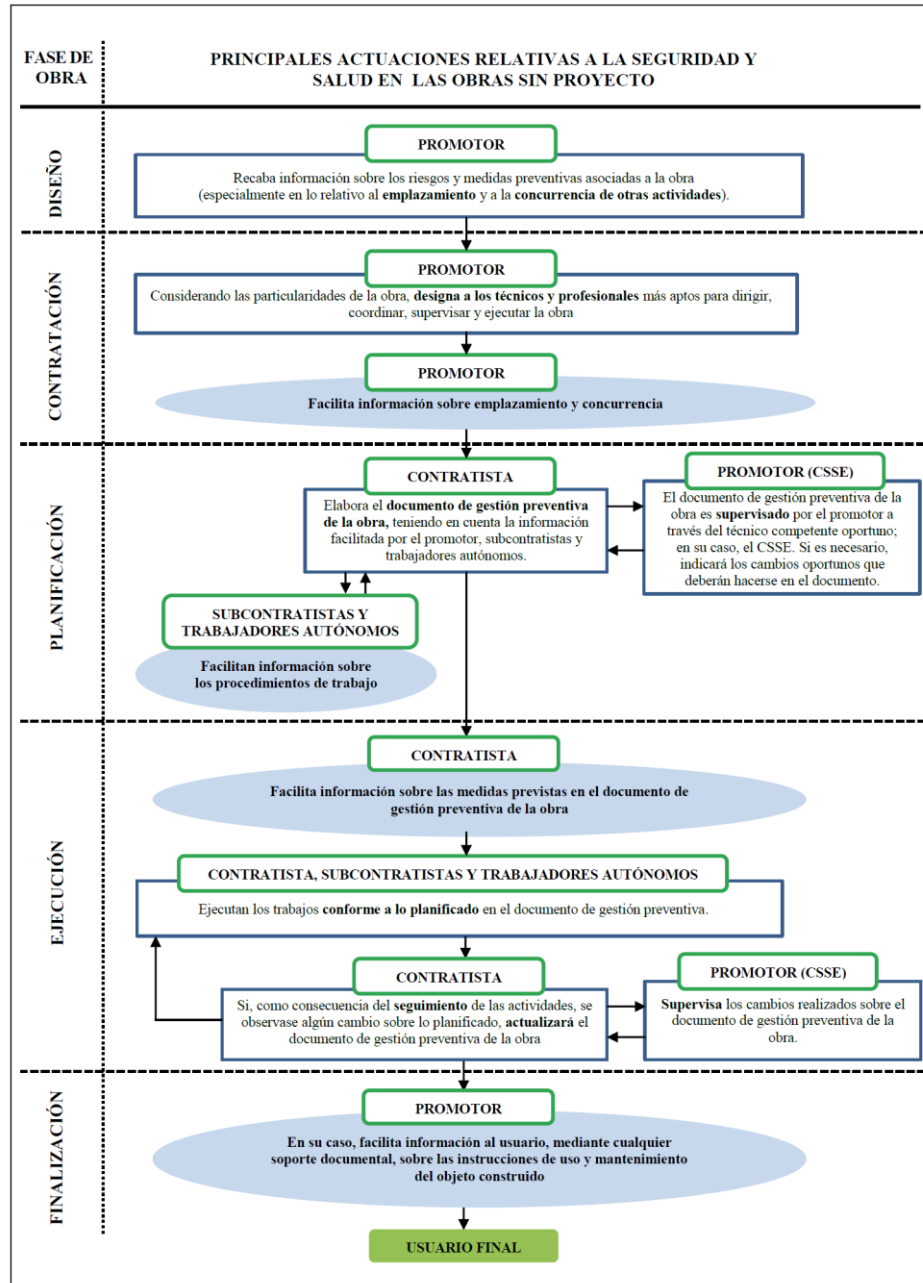 FASE DE
OBRA
PRINCIPALES ACTUACIONES RELATIVAS A LA SEGURIDAD Y
SALUD EN LAS OBRAS SIN PROYECTO
DISEÑO
PROMOTOR
Recaba información sobre los riesgos y medidas preventivas asociadas a la obra
(especialmente en lo relativo al emplazamiento y a la concurrencia de otras actividades).
CONTRATACIÓN
PROMOTOR
Considerando las particularidades de la obra, designa a los técnicos y profesionales más aptos para dirigir,
coordinar, supervisar y ejecutar la obra
PROMOTOR
Facilita información sobre emplazamiento y concurrencia
PLANIFICACIÓN
CONTRATISTA
Elabora el documento de gestión preventiva
de la obra, teniendo en cuenta la información
facilitada por el promotor, subcontratistas y
trabajadores autónomos.
PROMOTOR (CSSE)
El documento de gestión preventiva de la
obra es supervisado por el promotor a
través del técnico competente oportuno;
en su caso, el CSSE. Si es necesario,
indicará los cambios oportunos que
deberán hacerse en el documento.
SUBCONTRATISTAS Y
TRABAJADORES AUTÓNOMOS
Facilitan información sobre
los procedimientos de trabajo
EJECUCIÓN
CONTRATISTA
Facilita información sobre las medidas previstas en el documento de
gestión preventiva de la obra
CONTRATISTA, SUBCONTRATISTAS Y TRABAJADORES AUTÓNOMOS
Ejecutan los trabajos conforme a lo planificado en el documento de gestión preventiva.
CONTRATISTA
Si, como consecuencia del seguimiento de las actividades, se
observase algún cambio sobre lo planificado, actualizará el
documento de gestión preventiva de la obra
PROMOTOR (CSSE)
Supervisa los cambios realizados sobre el
documento de gestión preventiva de la
obra.
FINALIZACIÓN
PROMOTOR
En su caso, facilita información al usuario, mediante cualquier
soporte documental, sobre las instrucciones de uso y mantenimiento
del objeto construido
USUARIO FINAL